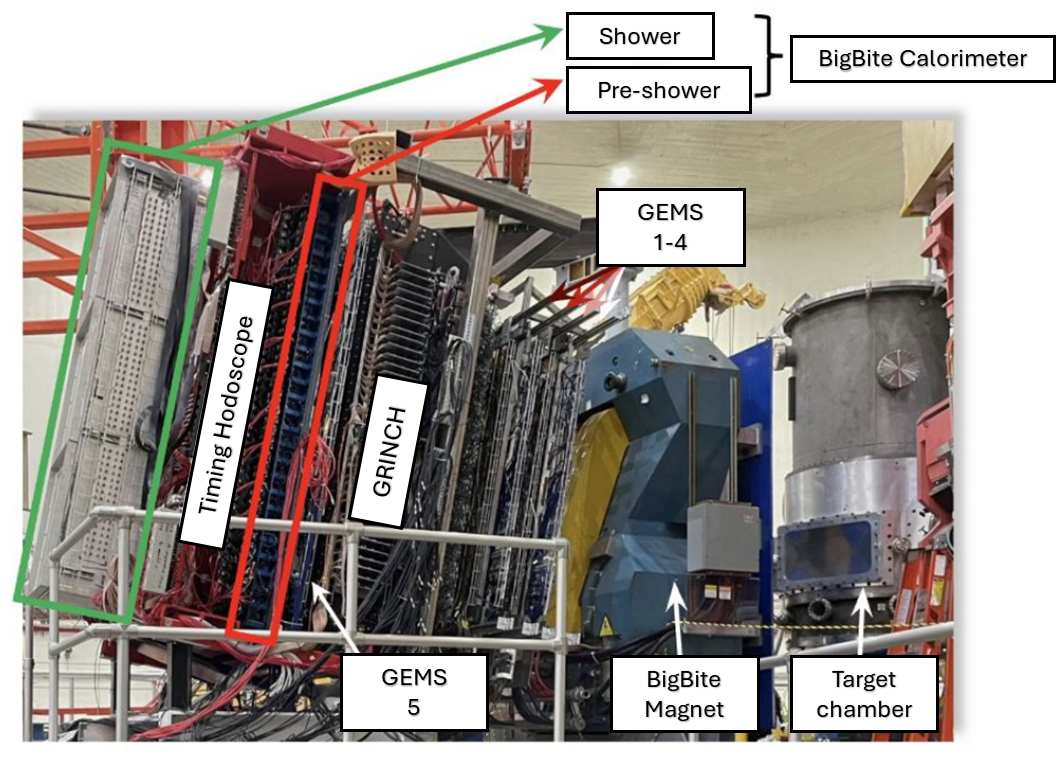 Shower
Pre-shower
BigBite Calorimeter
GEMS
1-4
Timing Hodoscope
GRINCH
GEMS
5
BigBite
Magnet
Target
chamber